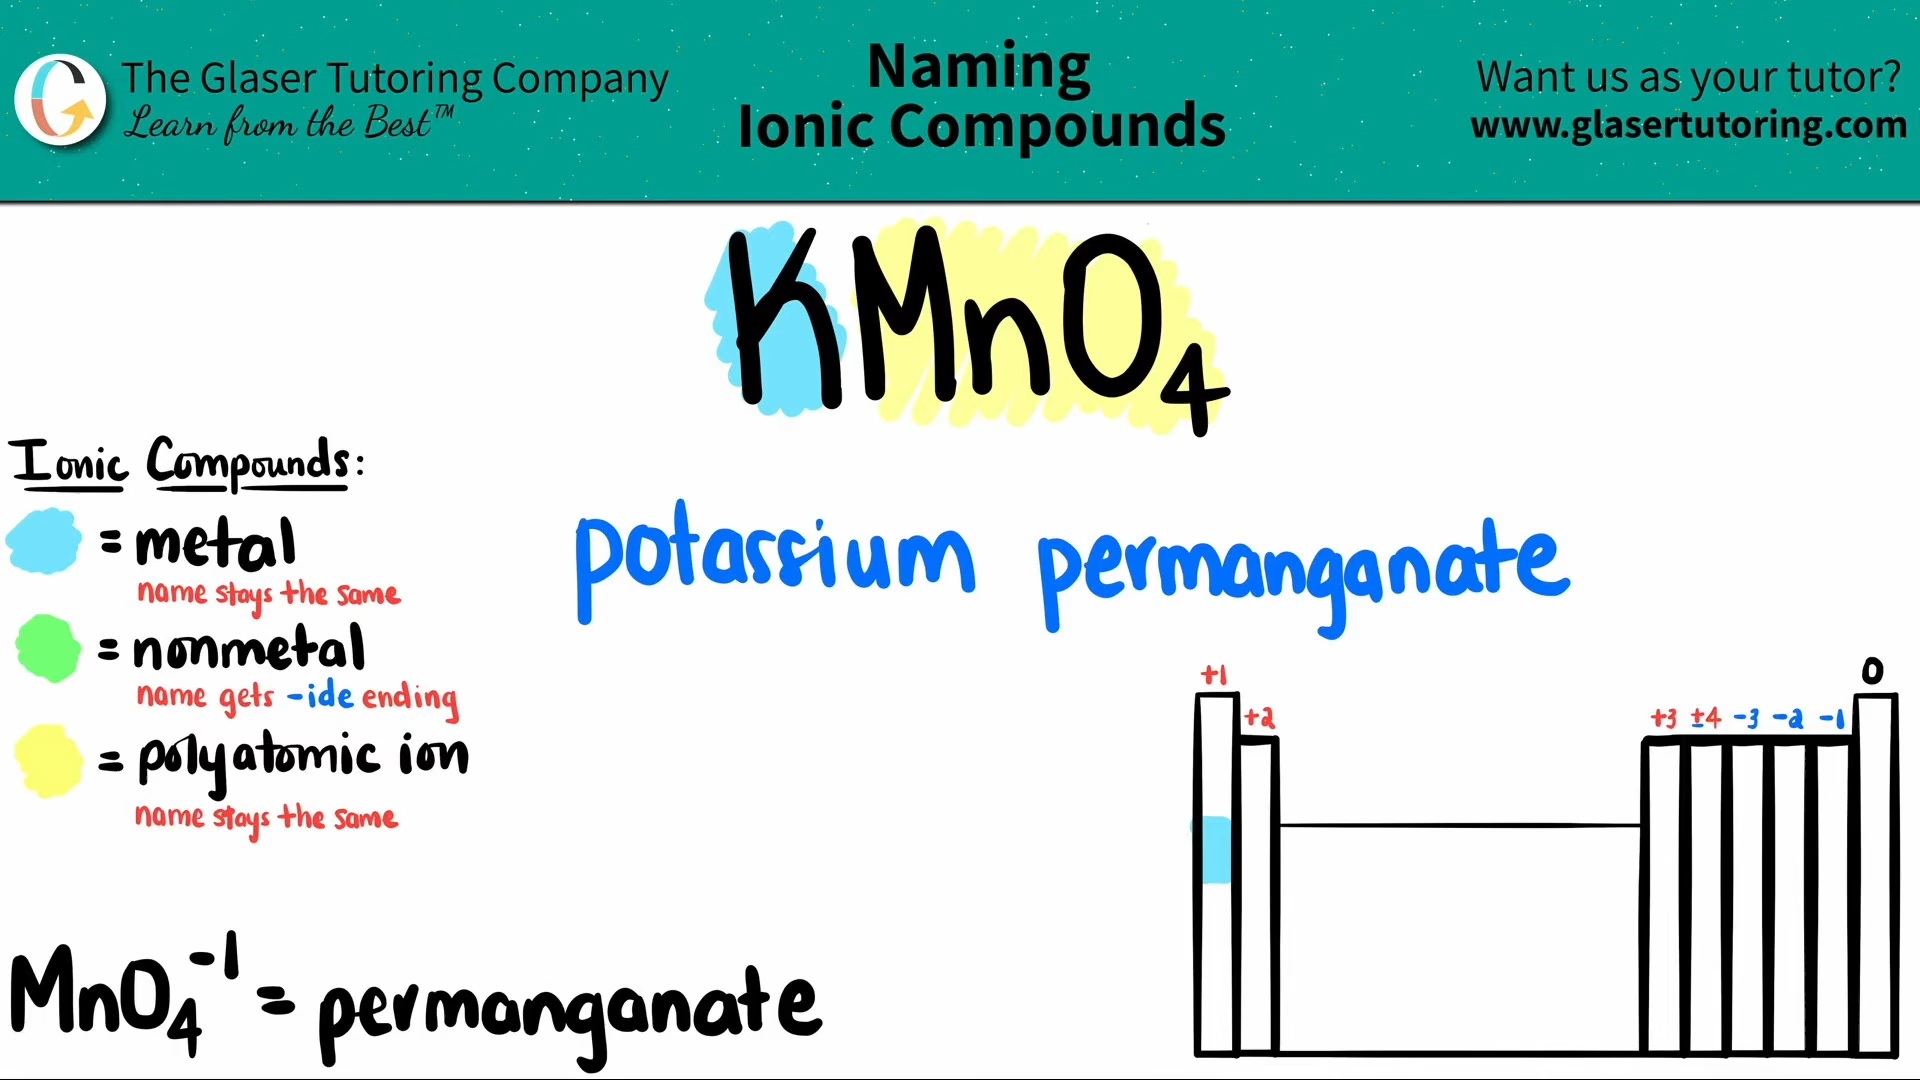 The Glaser Tutoring Company
Learn from the Best™
Naming
Ionic Compounds
Want us as your tutor?
www.glasertutoring.com
KMnO₄
potassium permanganate
Ionic Compounds:
= metal
name stays the same
= nonmetal
name gets -ide ending
= polyatomic ion
name stays the same
MnO₄⁻¹ = permanganate
+1
+2
+3 ±4 -3 -2 -1
0